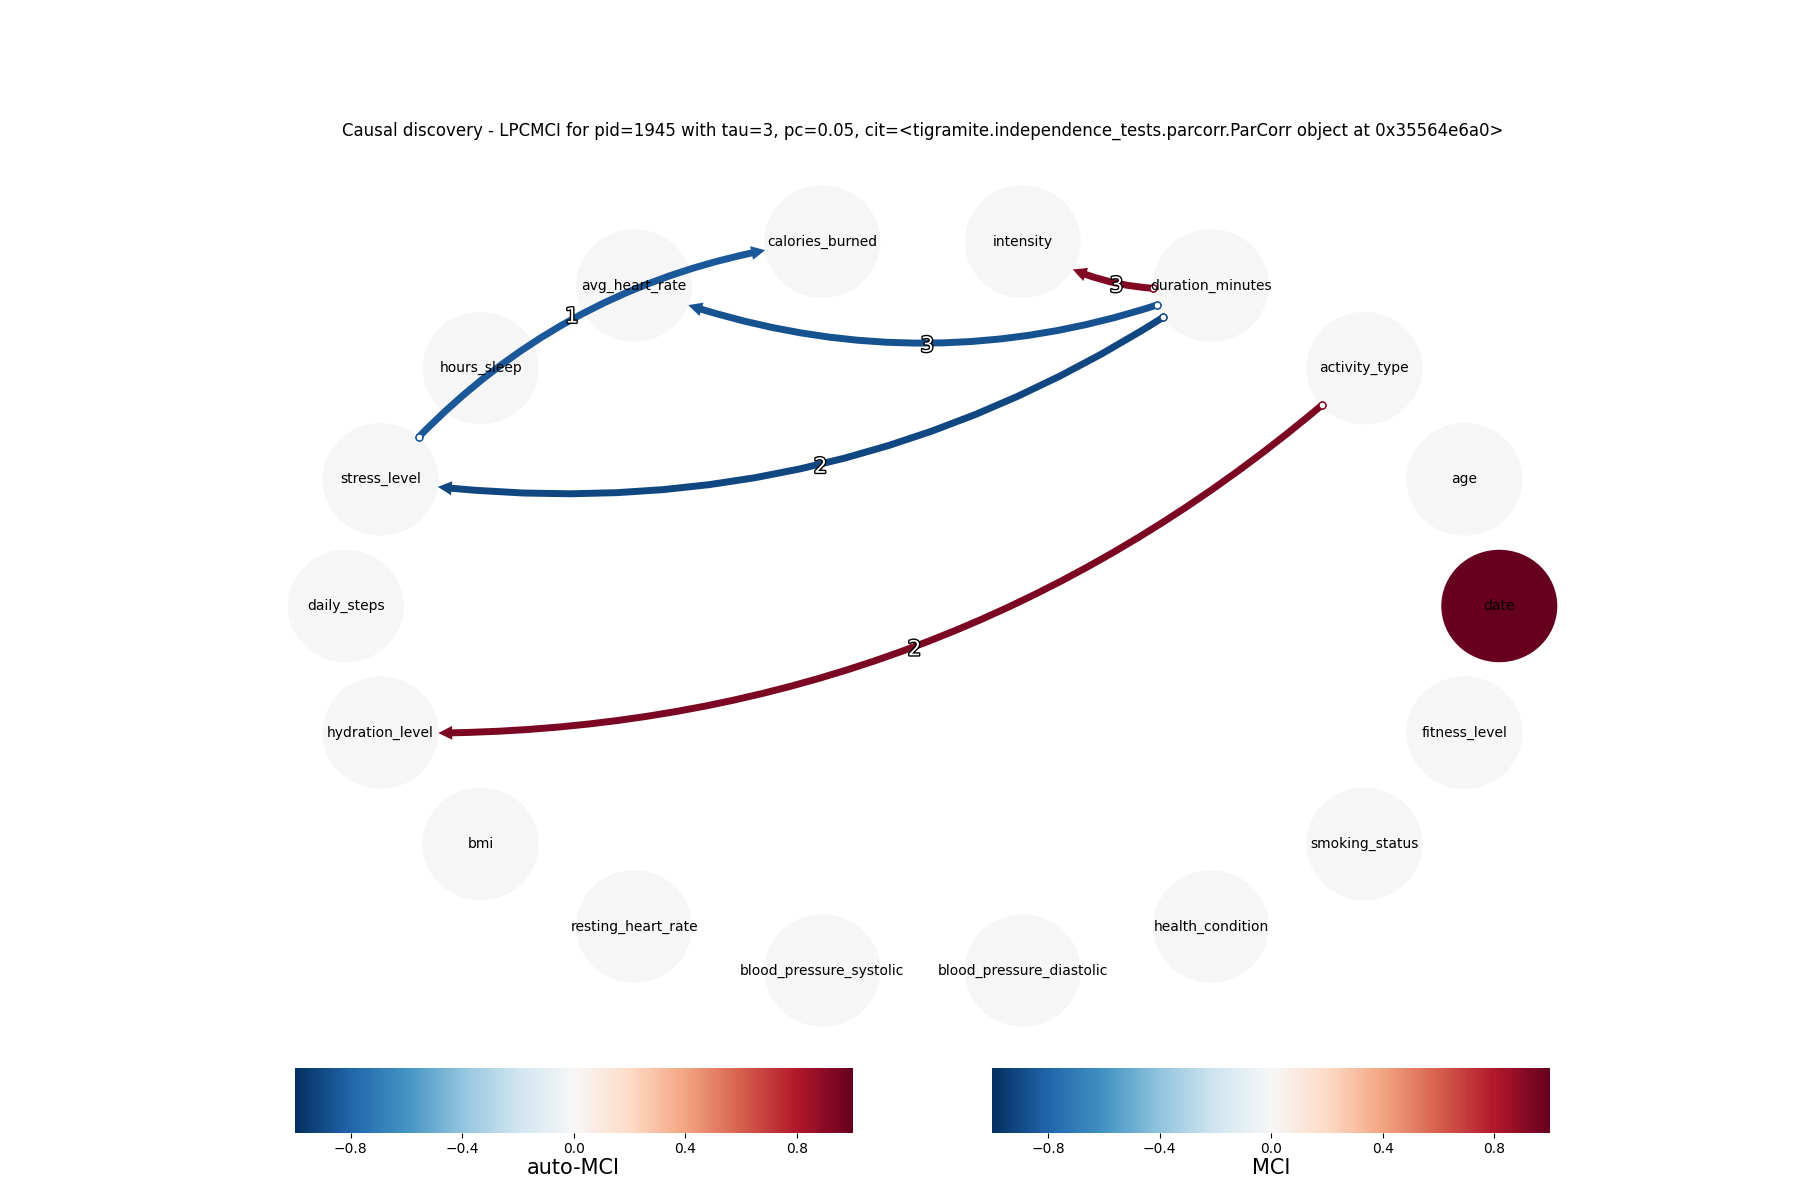 Causal discovery - LPCMCI for pid=1945 with tau=3, pc=0.05, cit=<tigramite.independence_tests.parcorr.ParCorr object at 0x35564e6a0>
calories_burned
intensity
avg_heart_rate
3
duration_minutes
1
3
hours_sleep
activity_type
2
stress_level
age
daily_steps
date
2
hydration_level
fitness_level
bmi
smoking_status
resting_heart_rate
health_condition
blood_pressure_systolic
blood_pressure_diastolic
−0.8 −0.4 0.0 0.4 0.8
auto-MCI
−0.8 −0.4 0.0 0.4 0.8
MCI